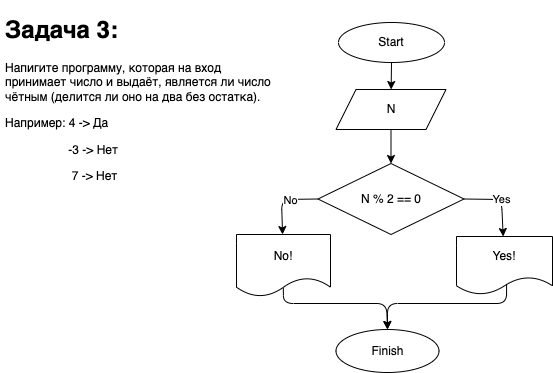 Задача 3:
Напигите программу, которая на вход
принимает число и выдаёт, является ли число
чётным (делится ли оно на два без остатка).
Например: 4 -> Да
-3 -> Нет
7 -> Нет
Start
N
N % 2 == 0
No
Yes
No!
Yes!
Finish